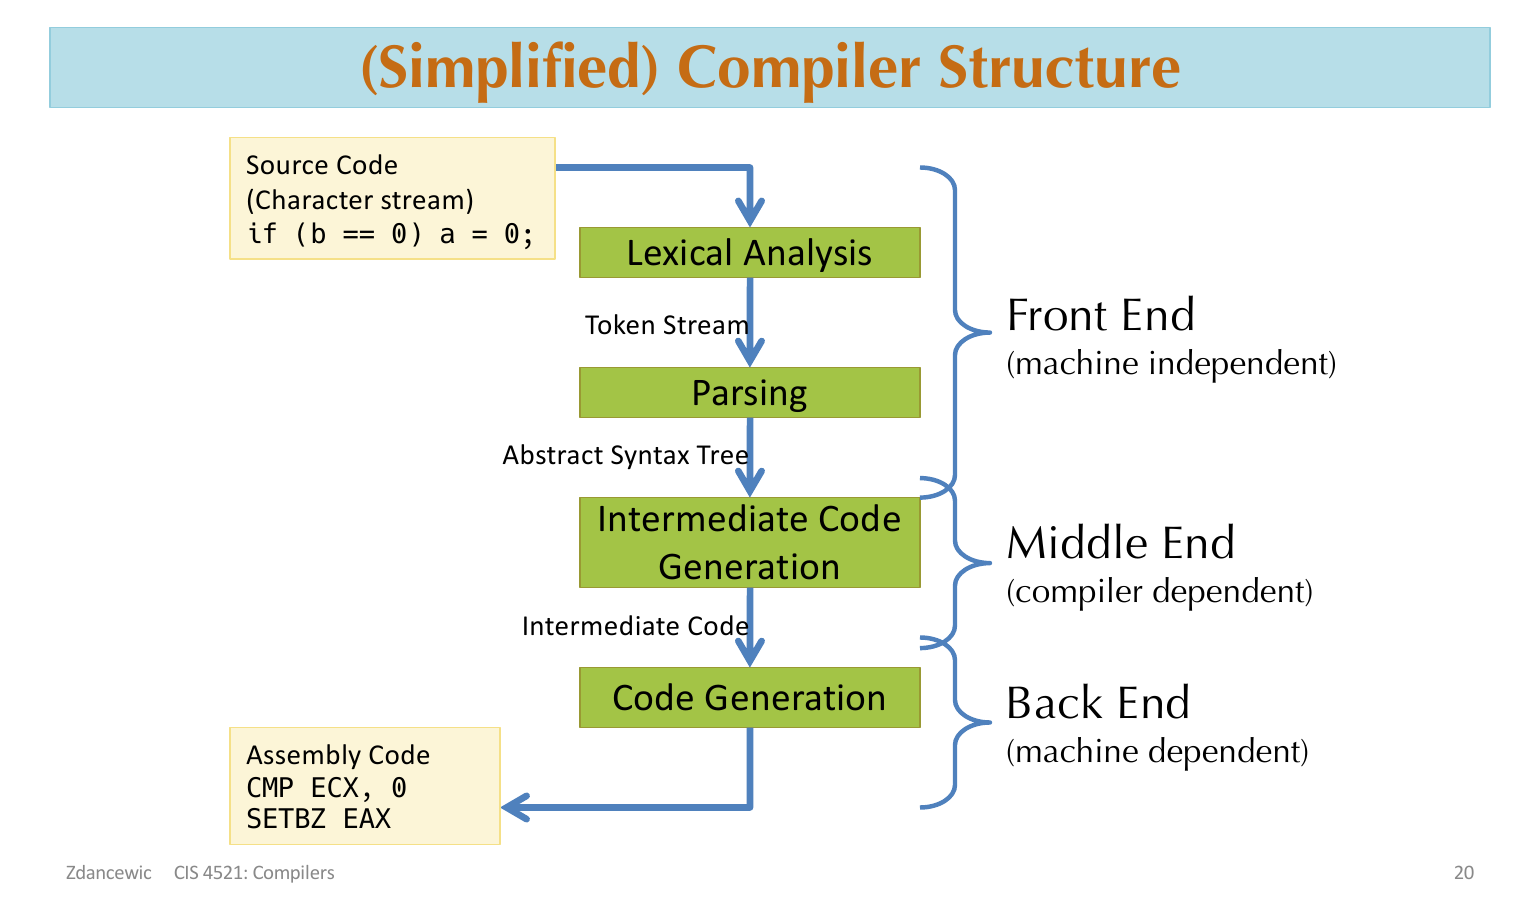 (Simplified) Compiler Structure
Source Code
(Character stream)
if (b == 0) a = 0;
Lexical Analysis
Token Stream
Parsing
Abstract Syntax Tree
Intermediate Code
Generation
Intermediate Code
Code Generation
Assembly Code
CMP ECX, 0
SETBZ EAX
Front End
(machine independent)
Middle End
(compiler dependent)
Back End
(machine dependent)
Zdancewic CIS 4521: Compilers
20